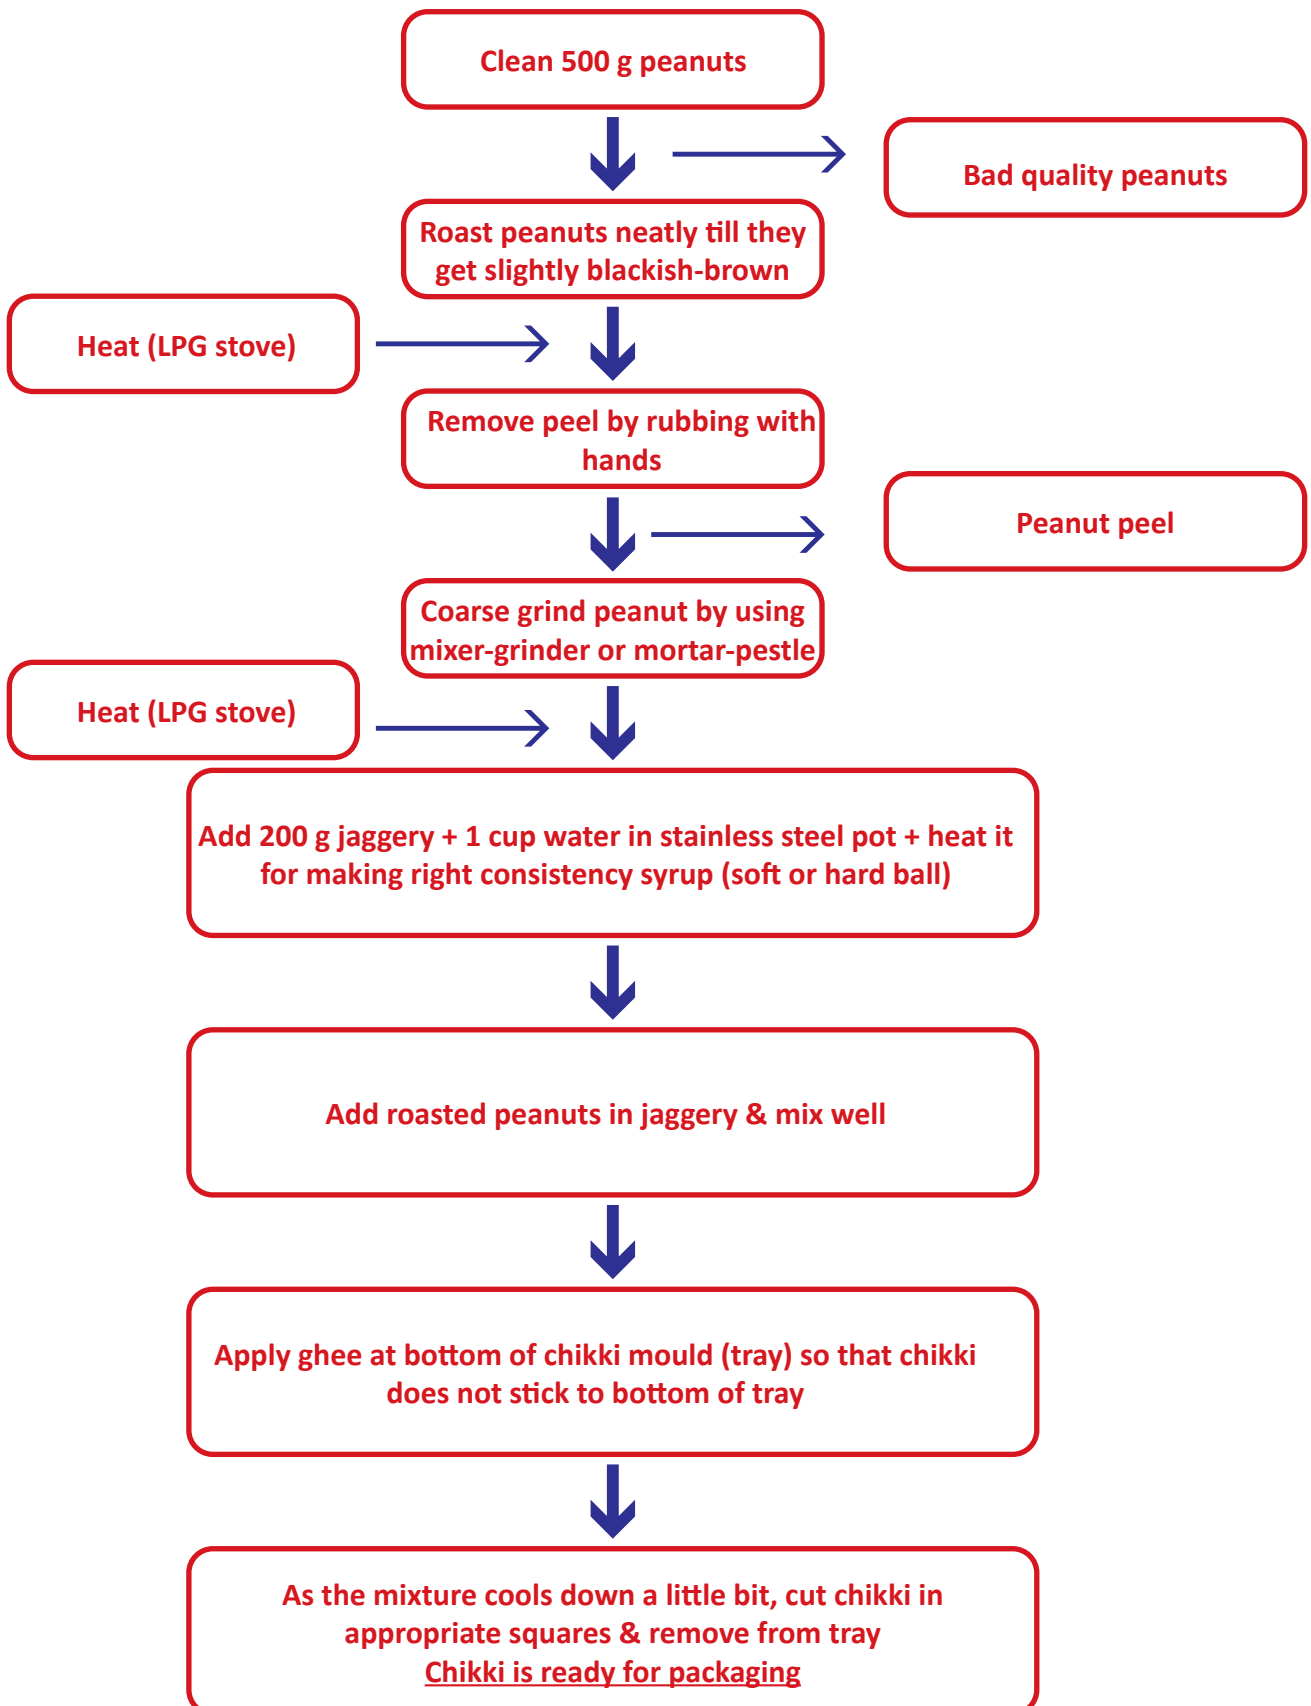 Clean 500 g peanuts
Bad quality peanuts
Roast peanuts neatly till they
get slightly blackish-brown
Heat (LPG stove)
Remove peel by rubbing with
hands
Peanut peel
Coarse grind peanut by using
mixer-grinder or mortar-pestle
Heat (LPG stove)
Add 200 g jaggery + 1 cup water in stainless steel pot + heat it
for making right consistency syrup (soft or hard ball)
Add roasted peanuts in jaggery & mix well
Apply ghee at bottom of chikki mould (tray) so that chikki
does not stick to bottom of tray
As the mixture cools down a little bit, cut chikki in
appropriate squares & remove from tray
Chikki is ready for packaging